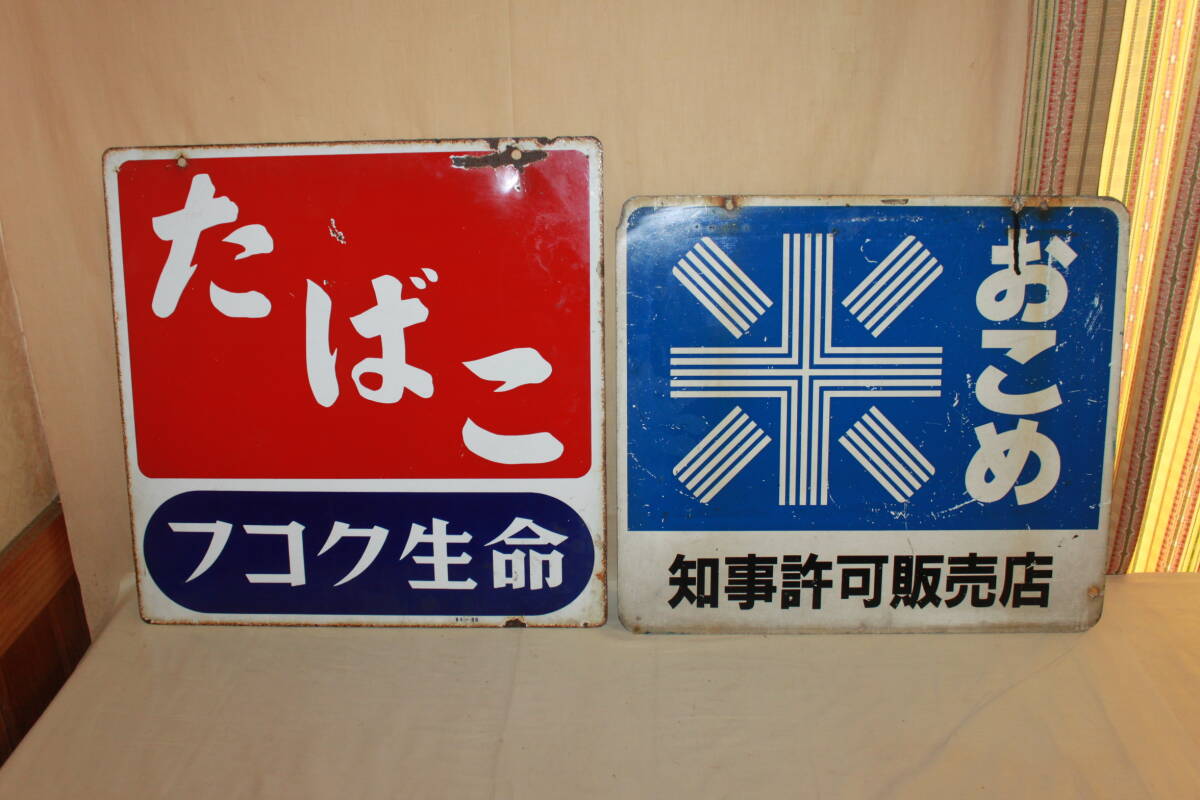 たばこ
フコク生命
おこめ
知事許可販売店